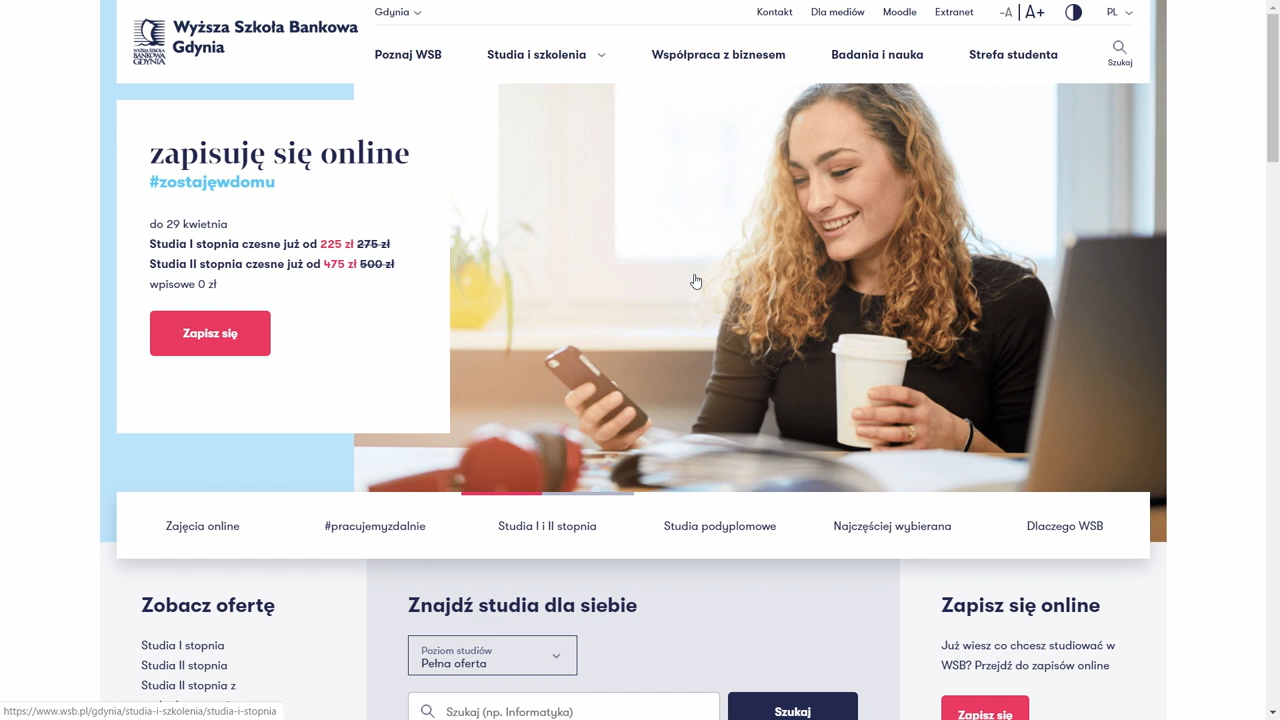 Wyższa Szkoła Bankowa
Gdynia
WYŻSZA SZKOŁA
BANKOWA
GDYNIA
Gdynia
Kontakt
Dla mediów
Moodle
Extranet
-A | A+
PL
Poznaj WSB
Studia i szkolenia
Współpraca z biznesem
Badania i nauka
Strefa studenta
Szukaj
zapisuję się online
#zostajęwdomu
do 29 kwietnia
Studia I stopnia czesne już od 225 zł 275 zł
Studia II stopnia czesne już od 475 zł 500 zł
wpisowe 0 zł
Zapisz się
Zajęcia online
#pracujemyzdalnie
Studia I i II stopnia
Studia podyplomowe
Najczęściej wybierana
Dlaczego WSB
Zobacz ofertę
Studia I stopnia
Studia II stopnia
Studia II stopnia z
Znajdź studia dla siebie
Poziom studiów
Pełna oferta
Szukaj (np. Informatyka)
Szukaj
Zapisz się online
Już wiesz co chcesz studiować w
WSB? Przejdź do zapisów online
Zapisz się
https://www.wsb.pl/gdynia/studia-i-szkolenia/studia-i-stopnia